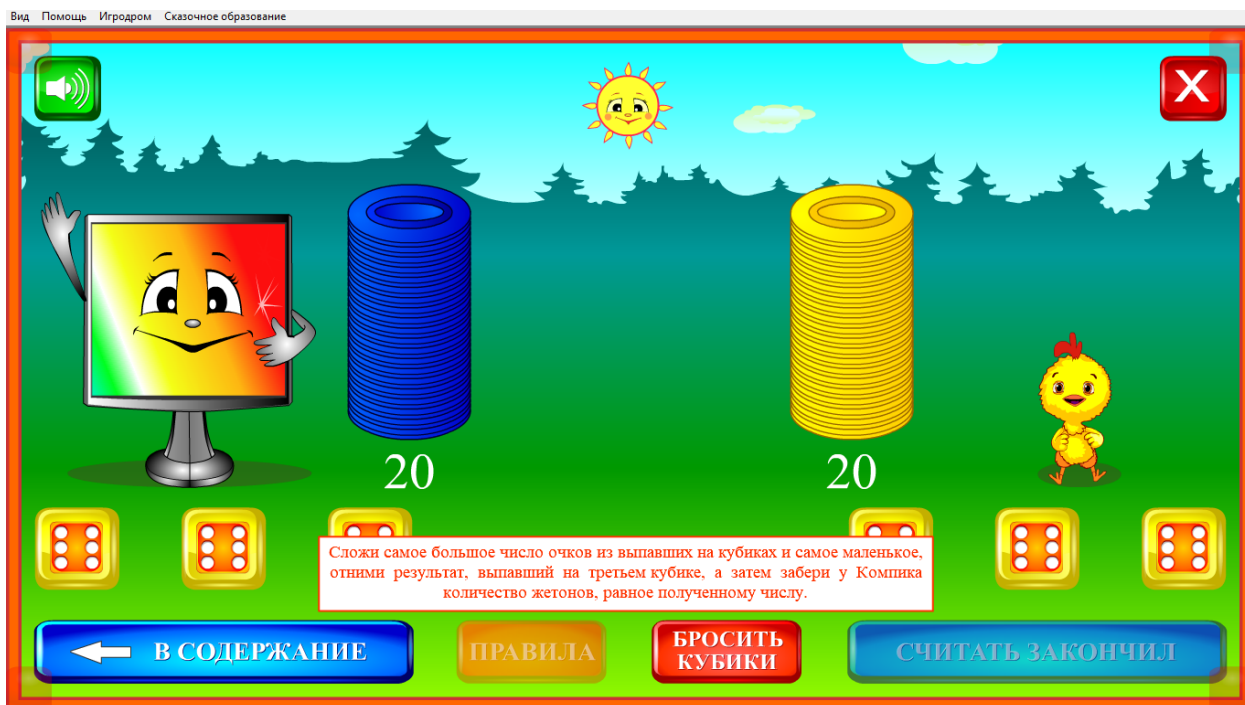 Вид Помощь Игродром Сказочное образование
X
20 20
Сложи самое большое число очков из выпавших на кубиках и самое маленькое,
отними результат, выпавший на третьем кубике, а затем забери у Компика
количество жетонов, равное полученному числу.
В СОДЕРЖАНИЕ
ПРАВИЛА
БРОСИТЬ
КУБИКИ
СЧИТАТЬ ЗАКОНЧИЛ